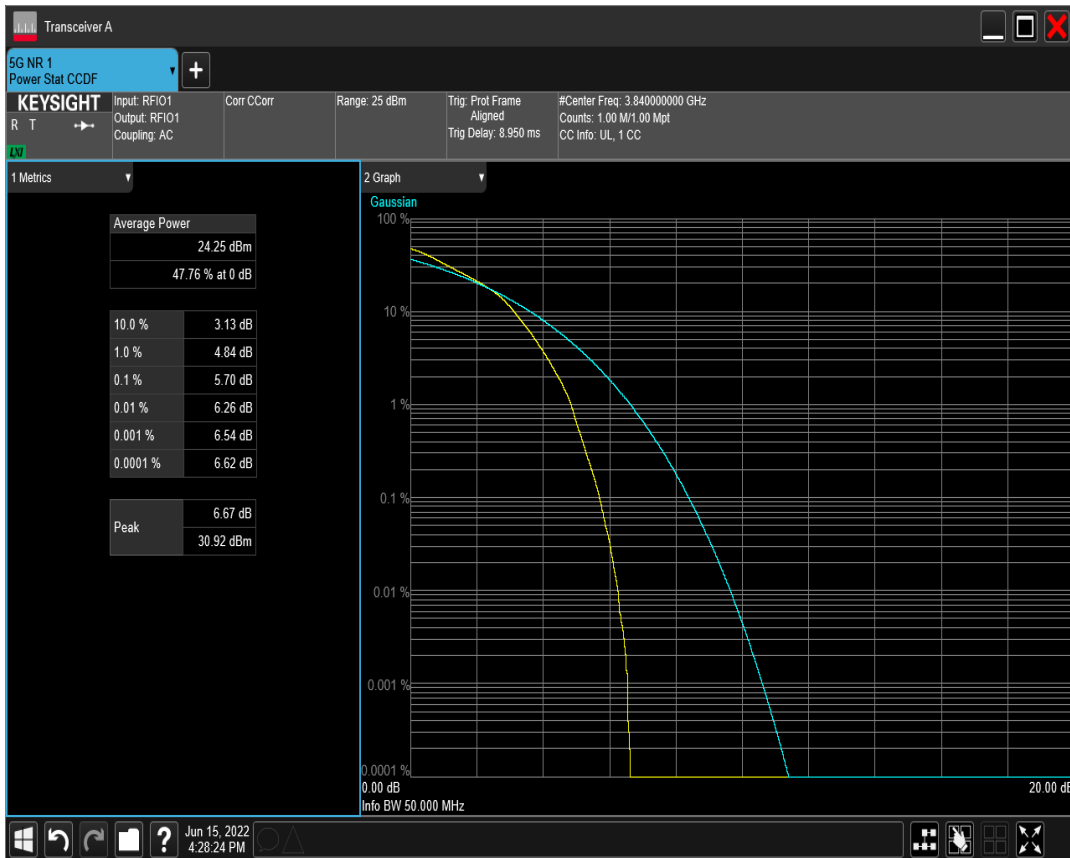 Transceiver A
5G NR 1
Power Stat CCDF
+
KEYSIGHT
R T
LXI
Input: RFIO1
Output: RFIO1
Coupling: AC
Corr CCorr
Range: 25 dBm
Trig: Prot Frame
Aligned
Trig Delay: 8.950 ms
#Center Freq: 3.840000000 GHz
Counts: 1.00 M/1.00 Mpt
CC Info: UL, 1 CC
1 Metrics
Average Power
24.25 dBm
47.76 % at 0 dB
10.0 % 3.13 dB
1.0 % 4.84 dB
0.1 % 5.70 dB
0.01 % 6.26 dB
0.001 % 6.54 dB
0.0001 % 6.62 dB
Peak
6.67 dB
30.92 dBm
2 Graph
Gaussian
100 %
10 %
1 %
0.1 %
0.01 %
0.001 %
0.0001 %
0.00 dB
20.00 dB
Info BW 50.000 MHz
?
Jun 15, 2022
4:28:24 PM